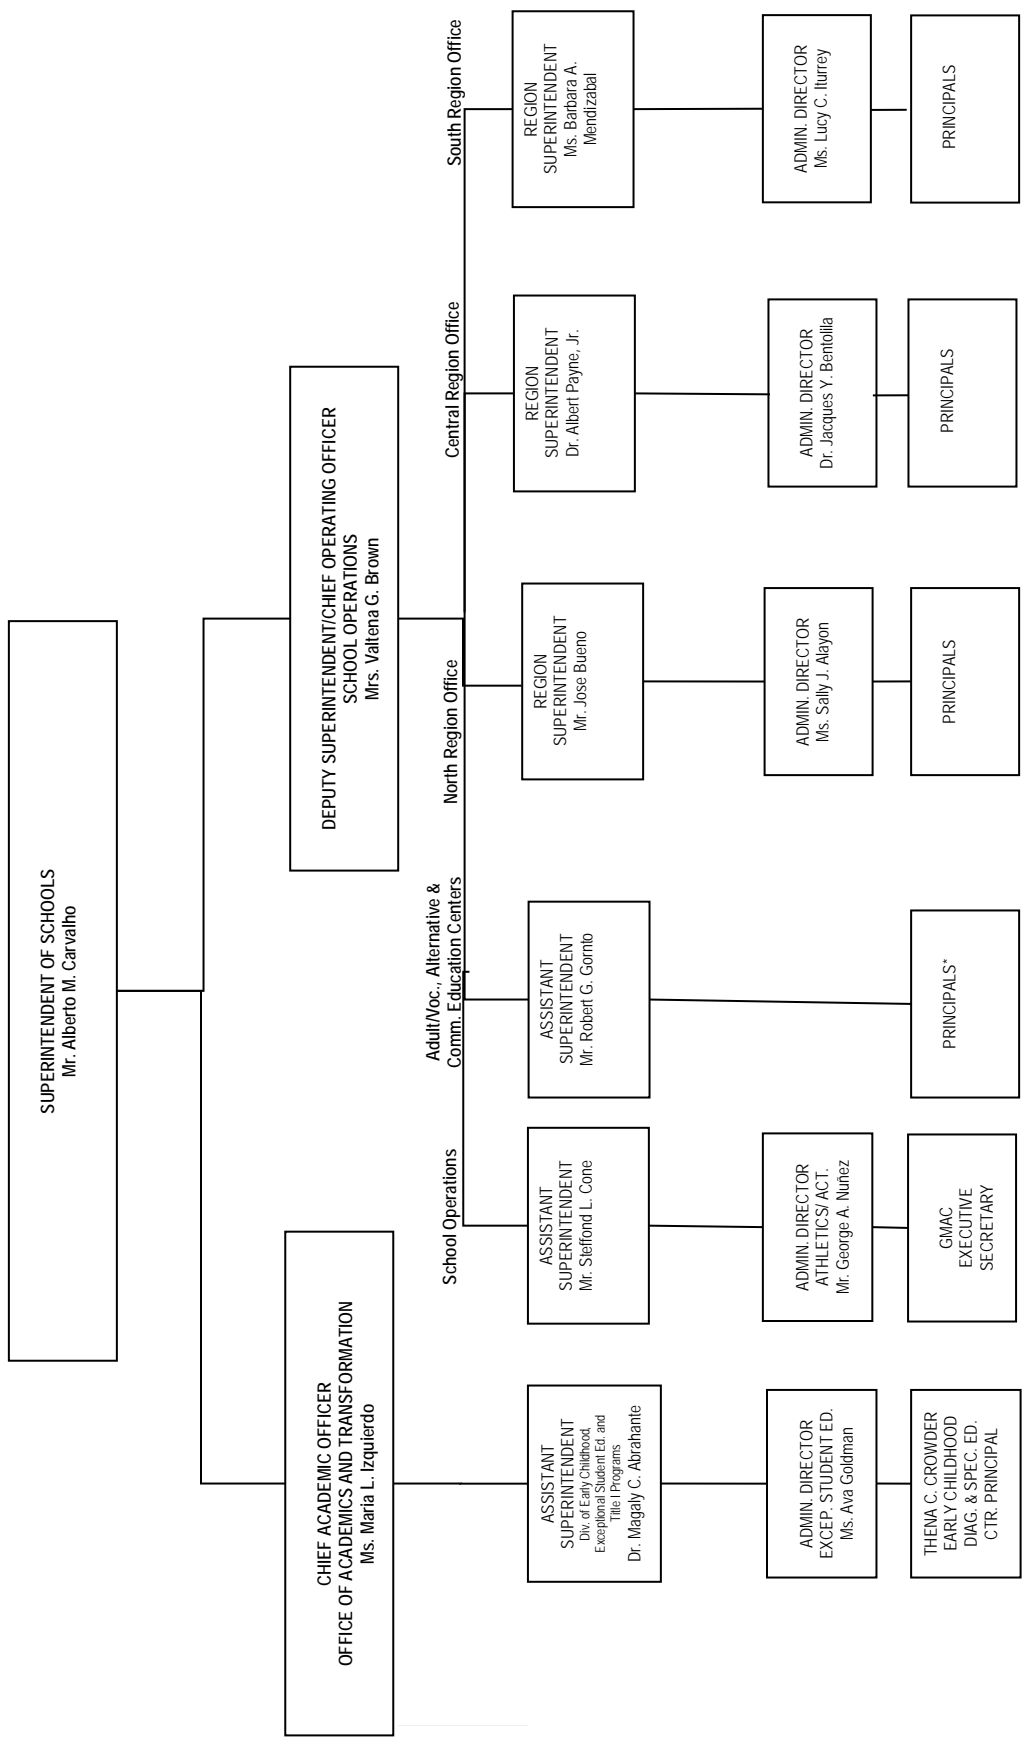 SUPERINTENDENT OF SCHOOLS
Mr. Alberto M. Carvalho
CHIEF ACADEMIC OFFICER
OFFICE OF ACADEMICS AND TRANSFORMATION
Ms. Maria L. Izquierdo
DEPUTY SUPERINTENDENT/CHIEF OPERATING OFFICER
SCHOOL OPERATIONS
Mrs. Valtena G. Brown
School Operations
Adult/Voc., Alternative &
Comm. Education Centers
North Region Office
Central Region Office
South Region Office
ASSISTANT
SUPERINTENDENT
Div. of Early Childhood,
Exceptional Student Ed. and
Title I Programs
Dr. Magaly C. Abrahante
ASSISTANT
SUPERINTENDENT
Mr. Steffond L. Cone
ASSISTANT
SUPERINTENDENT
Mr. Robert G. Gornto
REGION
SUPERINTENDENT
Mr. Jose Bueno
REGION
SUPERINTENDENT
Dr. Albert Payne, Jr.
REGION
SUPERINTENDENT
Ms. Barbara A.
Mendizabal
ADMIN. DIRECTOR
EXCEP. STUDENT ED.
Ms. Ava Goldman
ADMIN. DIRECTOR
ATHLETICS/ ACT.
Mr. George A. Nuñez
ADMIN. DIRECTOR
Ms. Sally J. Alayon
ADMIN. DIRECTOR
Dr. Jacques Y. Bentolila
ADMIN. DIRECTOR
Ms. Lucy C. Iturrey
THENA C. CROWDER
EARLY CHILDHOOD
DIAG. & SPEC. ED.
CTR. PRINCIPAL
GMAC
EXECUTIVE
SECRETARY
PRINCIPALS*
PRINCIPALS
PRINCIPALS
PRINCIPALS